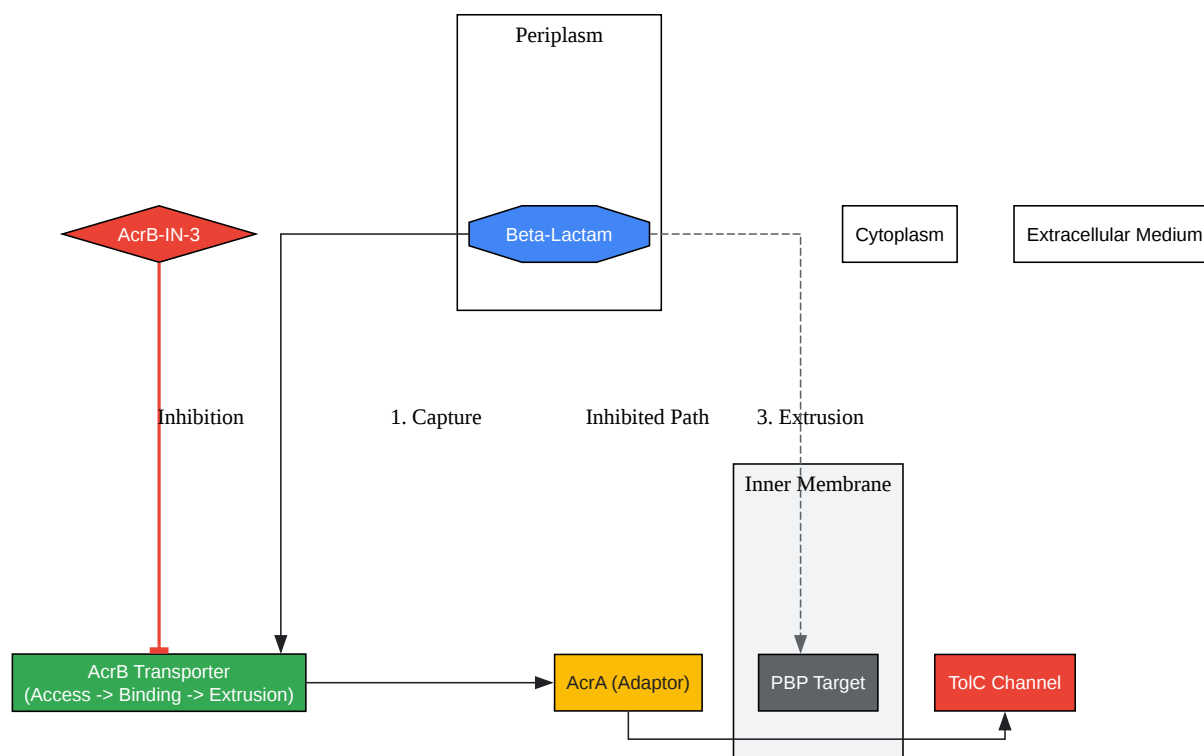 Periplasm
AcrB-IN-3
Beta-Lactam
Cytoplasm
Extracellular Medium
Inhibition
1. Capture
Inhibited Path
3. Extrusion
Inner Membrane
AcrB Transporter
(Access -> Binding -> Extrusion)
AcrA (Adaptor)
PBP Target
TolC Channel